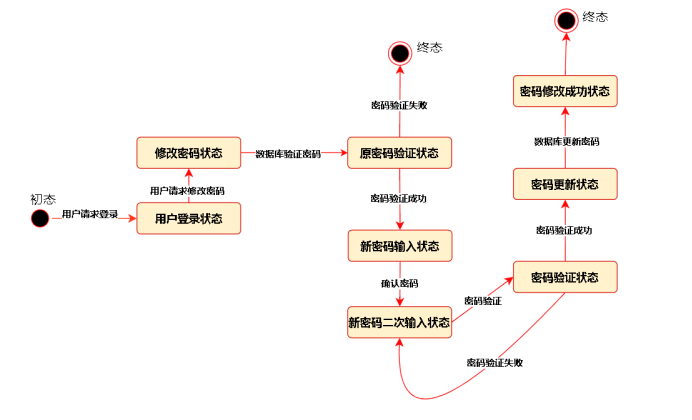 终态
终态
密码修改成功状态
密码验证失败
数据库更新密码
修改密码状态
数据库验证密码
原密码验证状态
用户请求修改密码
密码更新状态
初态
用户请求登录
用户登录状态
密码验证成功
密码验证成功
新密码输入状态
确认密码
密码验证状态
密码验证
新密码二次输入状态
密码验证失败